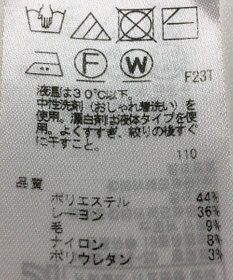 F W F23T
液温は30℃以下。
中性洗剤（おしゃれ着洗い）を
使用。漂白剤は液体タイプを使
用。よくすすぎ、絞りの後すぐ
に干すこと。
110
品質
ポリエステル 44%
レーヨン 36%
毛 9%
ナイロン 8%
ポリウレタン 3%